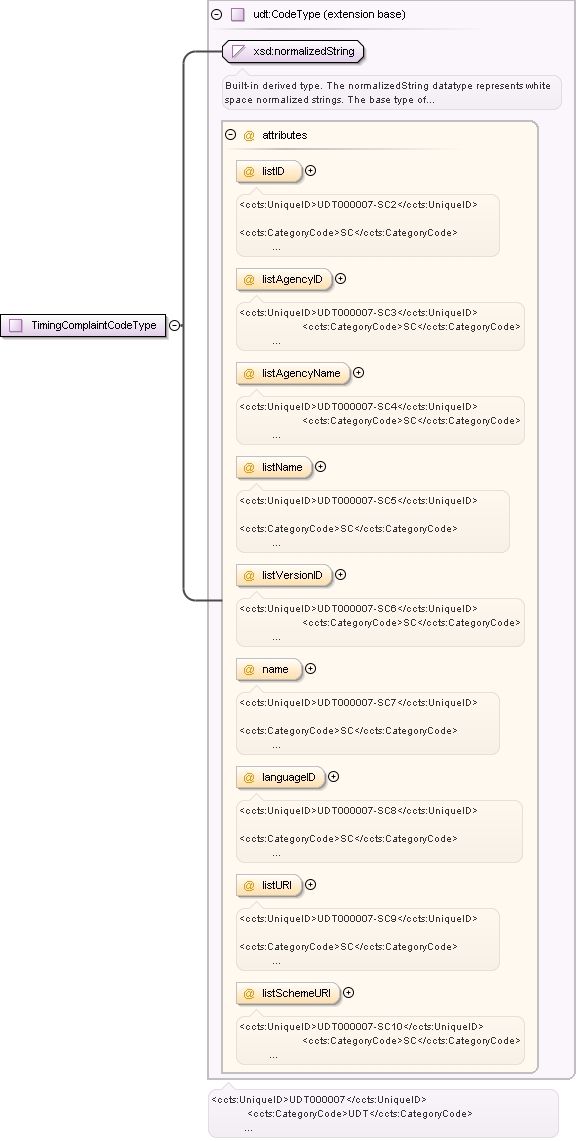 udt:CodeType (extension base)
xsd:normalizedString
Built-in derived type. The normalizedString datatype represents white
space normalized strings. The base type of...
@ attributes
@ listID
<ccts:UniqueID>UDT000007-SC2</ccts:UniqueID>
<ccts:CategoryCode>SC</ccts:CategoryCode>
...
@ listAgencyID
<ccts:UniqueID>UDT000007-SC3</ccts:UniqueID>
<ccts:CategoryCode>SC</ccts:CategoryCode>
...
TimingComplaintCodeType
@ listAgencyName
<ccts:UniqueID>UDT000007-SC4</ccts:UniqueID>
<ccts:CategoryCode>SC</ccts:CategoryCode>
...
@ listName
<ccts:UniqueID>UDT000007-SC5</ccts:UniqueID>
<ccts:CategoryCode>SC</ccts:CategoryCode>
...
@ listVersionID
<ccts:UniqueID>UDT000007-SC6</ccts:UniqueID>
<ccts:CategoryCode>SC</ccts:CategoryCode>
...
@ name
<ccts:UniqueID>UDT000007-SC7</ccts:UniqueID>
<ccts:CategoryCode>SC</ccts:CategoryCode>
...
@ languageID
<ccts:UniqueID>UDT000007-SC8</ccts:UniqueID>
<ccts:CategoryCode>SC</ccts:CategoryCode>
...
@ listURI
<ccts:UniqueID>UDT000007-SC9</ccts:UniqueID>
<ccts:CategoryCode>SC</ccts:CategoryCode>
...
@ listSchemeURI
<ccts:UniqueID>UDT000007-SC10</ccts:UniqueID>
<ccts:CategoryCode>SC</ccts:CategoryCode>
...
<ccts:UniqueID>UDT000007</ccts:UniqueID>
<ccts:CategoryCode>UDT</ccts:CategoryCode>
...